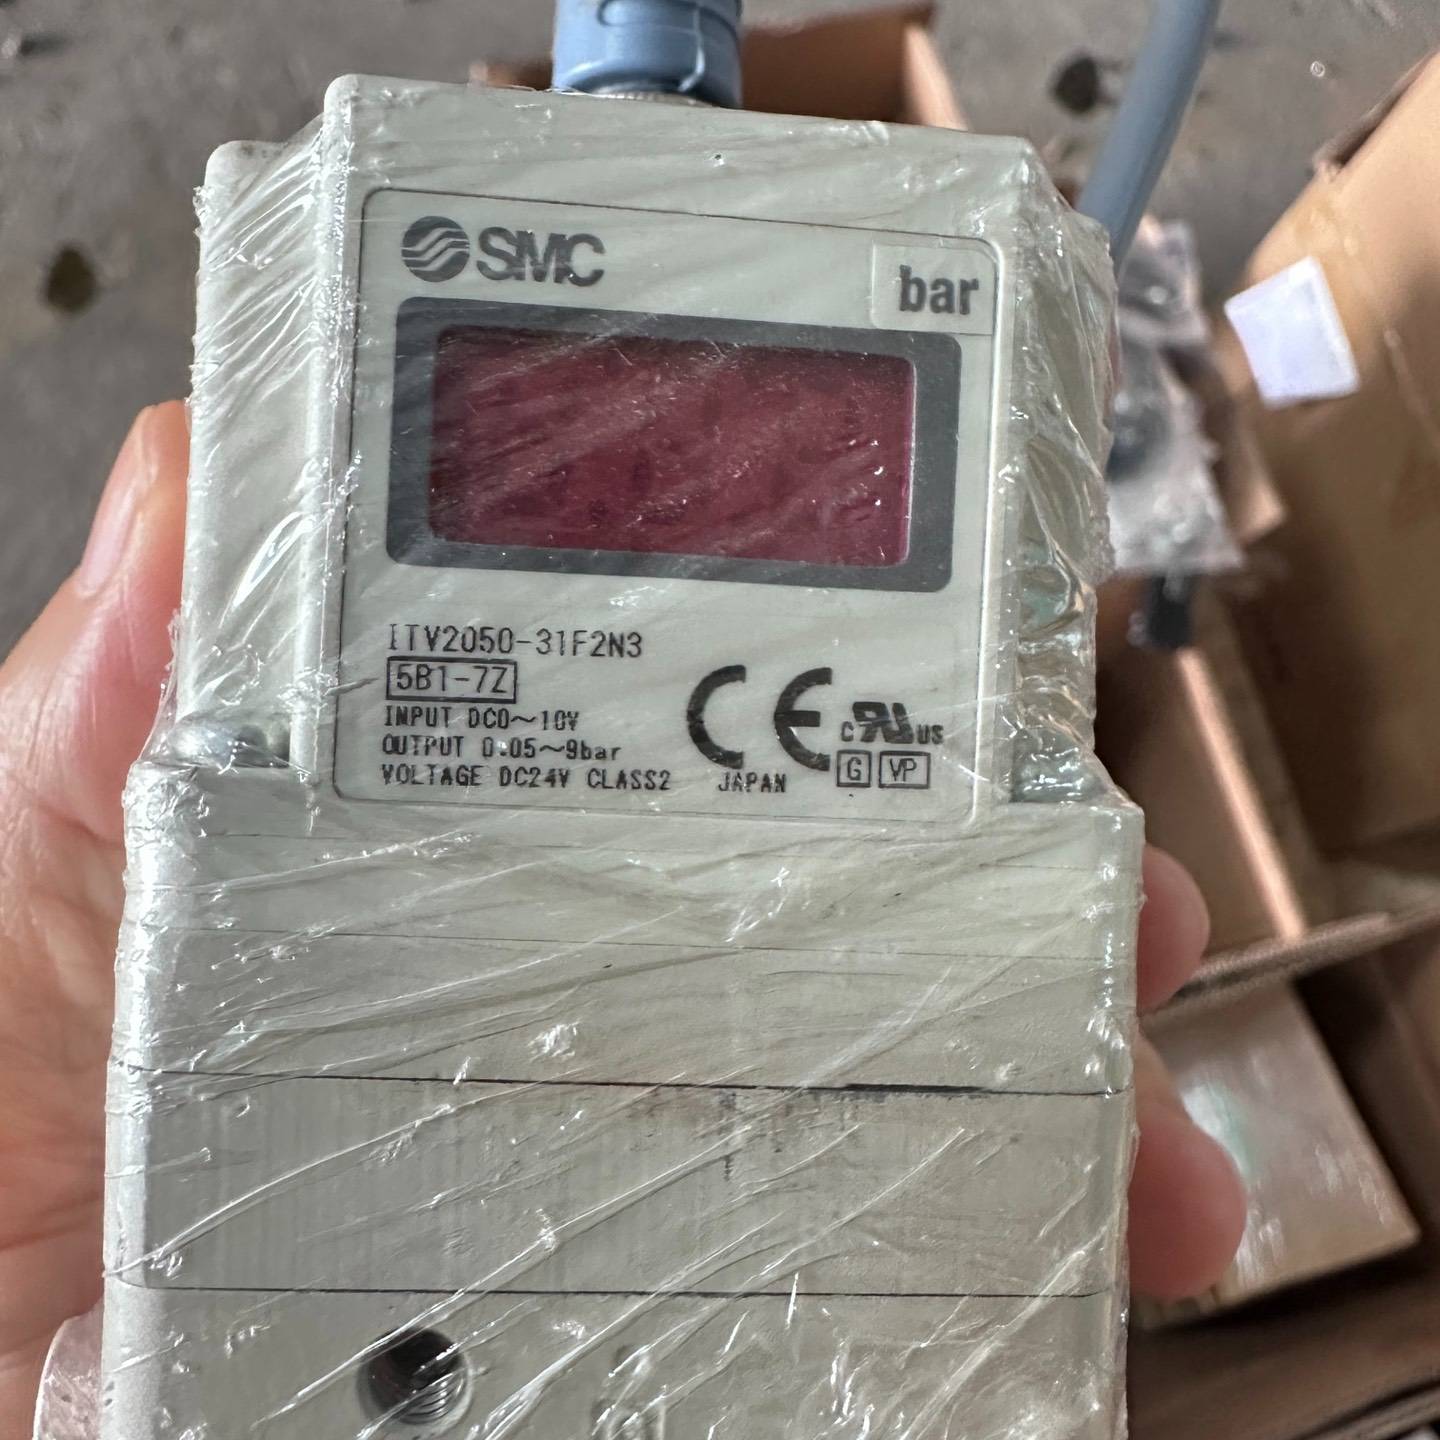 SMC
bar
ITV2050-31F2N3
5B1-7Z
INPUT DC0～10V
OUTPUT 0.05～9bar
VOLTAGE DC24V CLASS2
CE
JAPAN
c RU us
G VP